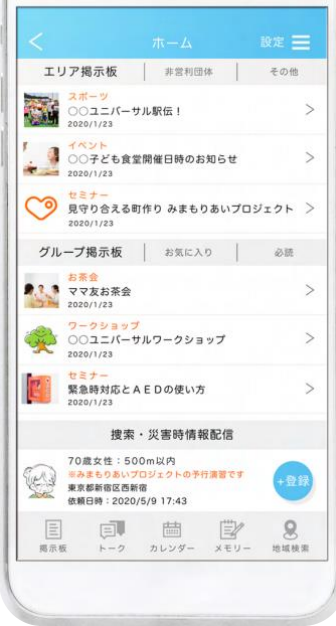 ホーム
設定
エリア掲示板
非営利団体
その他
スポーツ
○○ユニバーサル駅伝！
2020/1/23
イベント
○○子ども食堂開催日時のお知らせ
2020/1/23
セミナー
見守り合える町作り みまもりあいプロジェクト
2020/1/23
グループ掲示板
お気に入り
必読
お茶会
ママ友お茶会
2020/1/23
ワークショップ
○○ユニバーサルワークショップ
2020/1/23
セミナー
緊急時対応とＡＥＤの使い方
2020/1/23
捜索・災害時情報配信
70歳女性：500m以内
※みまもりあいプロジェクトの予行演習です
東京都新宿区西新宿
依頼日時：2020/5/9 17:43
+登録
掲示板
トーク
カレンダー
メモリー
地域検索